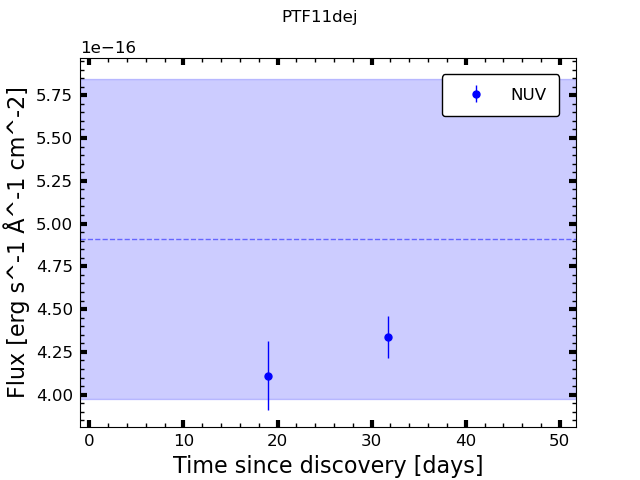 PTF11dej
1e−16
Flux [erg s^-1 Å^-1 cm^-2]
5.75
5.50
5.25
5.00
4.75
4.50
4.25
4.00
NUV
0 10 20 30 40 50
Time since discovery [days]